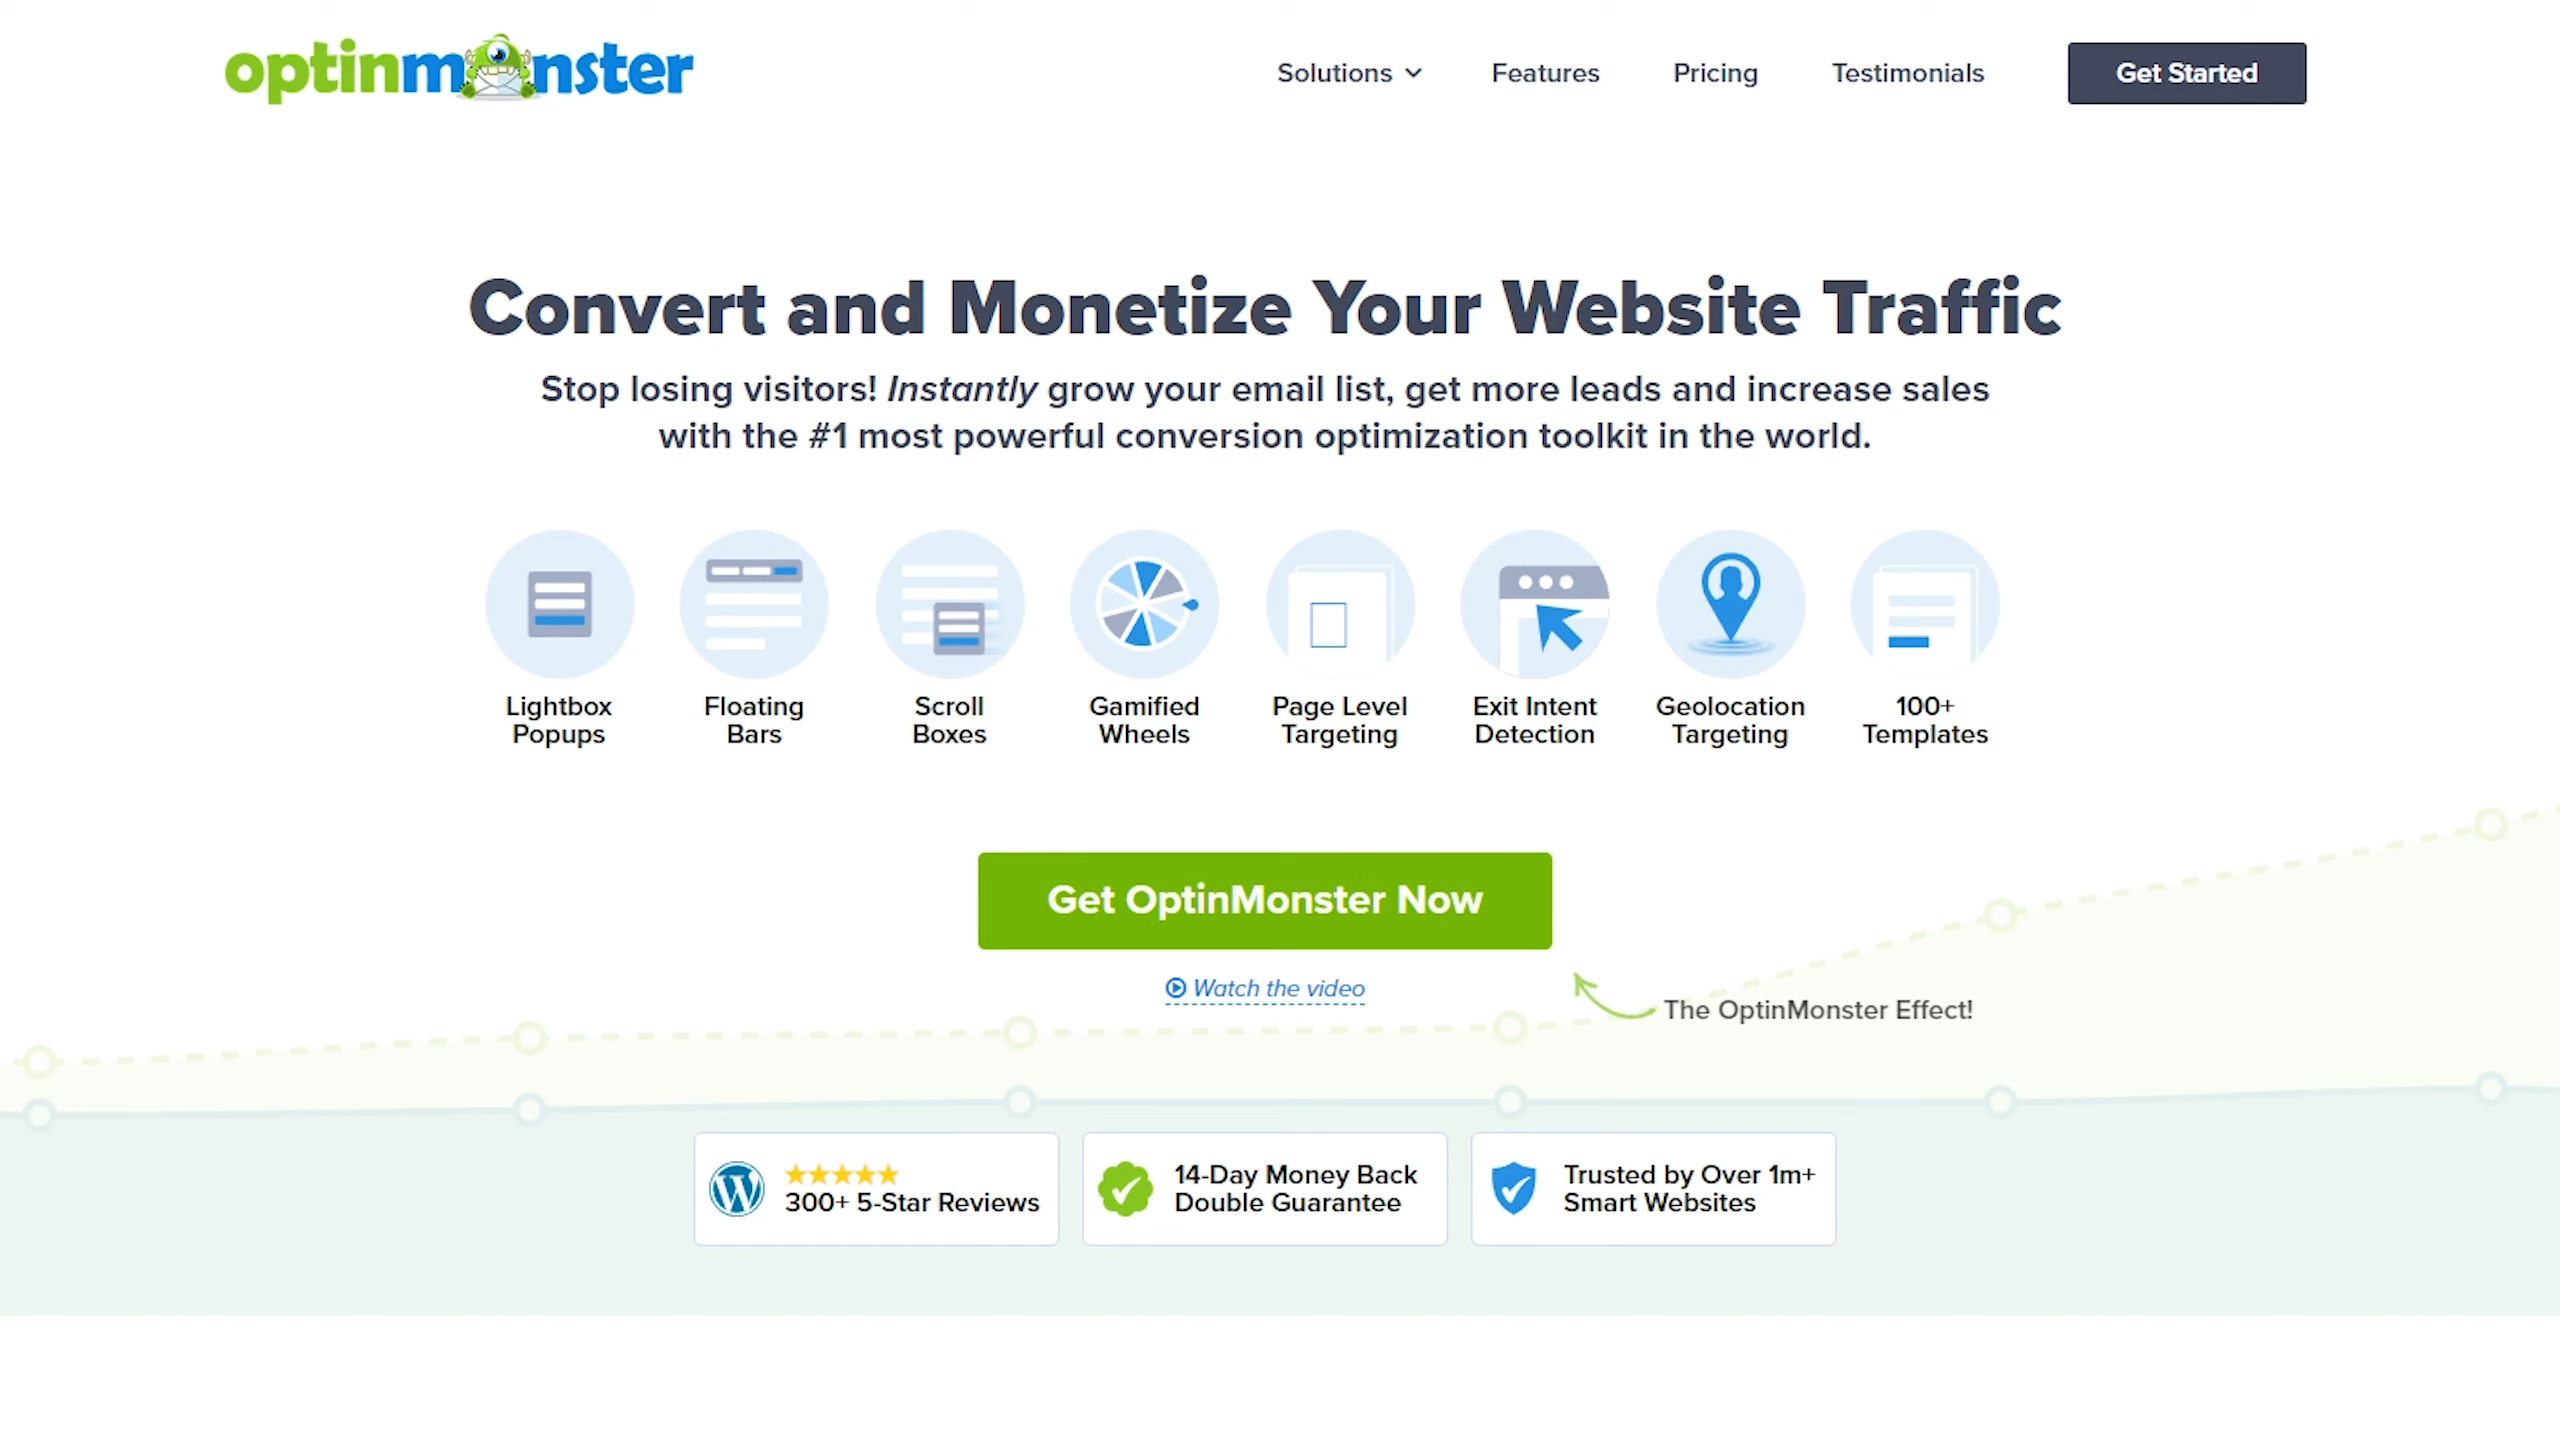 optinmonster
Solutions
Features
Pricing
Testimonials
Get Started
Convert and Monetize Your Website Traffic
Stop losing visitors! Instantly grow your email list, get more leads and increase sales
with the #1 most powerful conversion optimization toolkit in the world.
Lightbox
Popups
Floating
Bars
Scroll
Boxes
Gamified
Wheels
Page Level
Targeting
Exit Intent
Detection
Geolocation
Targeting
100+
Templates
Get OptinMonster Now
Watch the video
The OptinMonster Effect!
300+ 5-Star Reviews
14-Day Money Back
Double Guarantee
Trusted by Over 1m+
Smart Websites